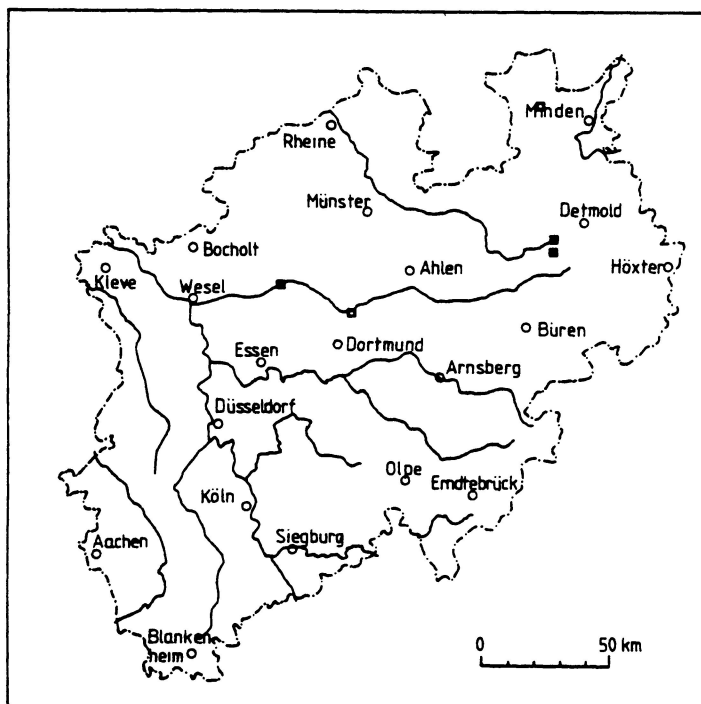 Minden
Rheine
Münster
Detmold
Bocholt
Ahlen
Höxter
Kleve
Wesel
Büren
Dortmund
Essen
Arnsberg
Düsseldorf
Olpe
Erndtebrück
Köln
Siegburg
Aachen
Blanken
heim
0 50 km